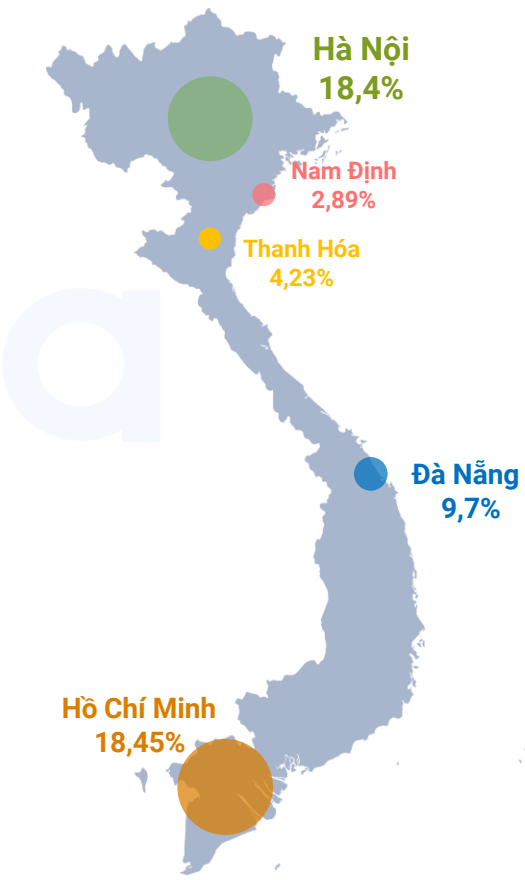 Hà Nội
18,4%
Nam Định
2,89%
Thanh Hóa
4,23%
Đà Nẵng
9,7%
Hồ Chí Minh
18,45%